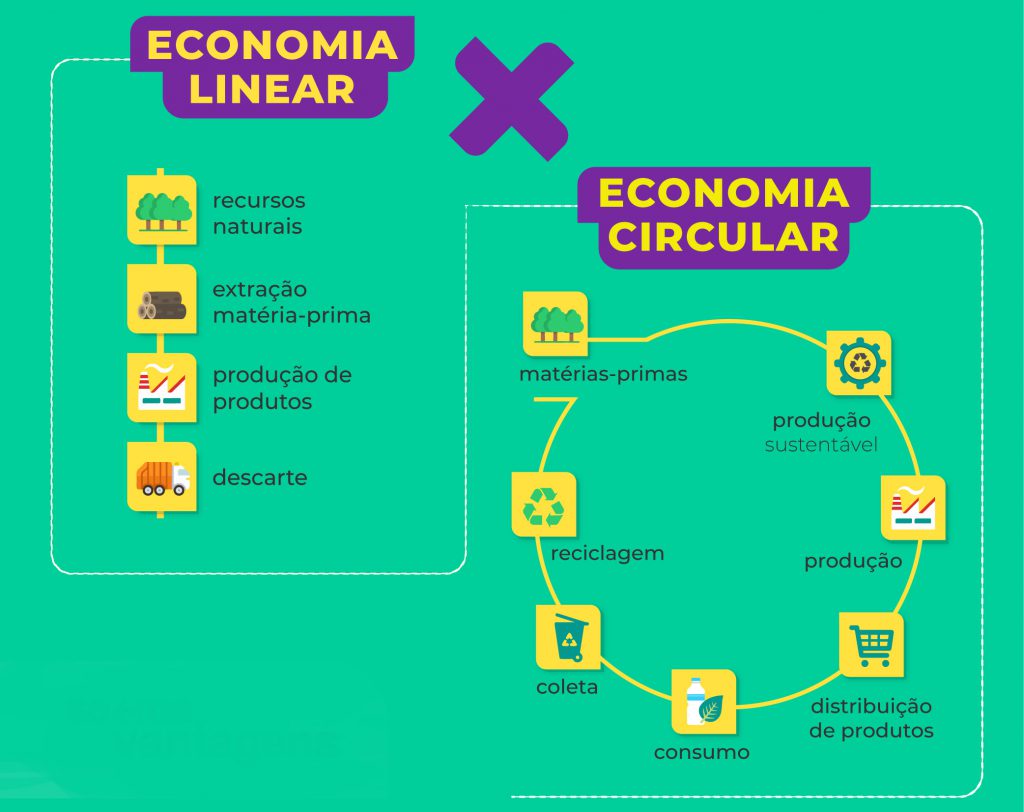 ECONOMIA
LINEAR
recursos
naturais
extração
matéria-prima
produção de
produtos
descarte
ECONOMIA
CIRCULAR
matérias-primas
produção
sustentável
produção
distribuição
de produtos
consumo
coleta
reciclagem
vantagens